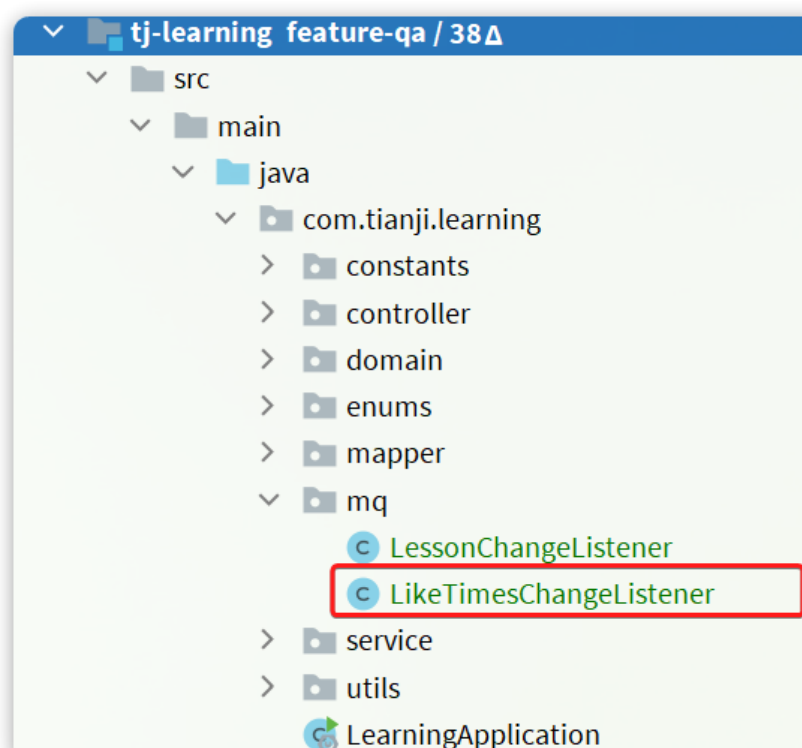 tj-learning feature-qa / 38Δ
src
main
java
com.tianji.learning
constants
controller
domain
enums
mapper
mq
C LessonChangeListener
C LikeTimesChangeListener
service
utils
C LearningApplication